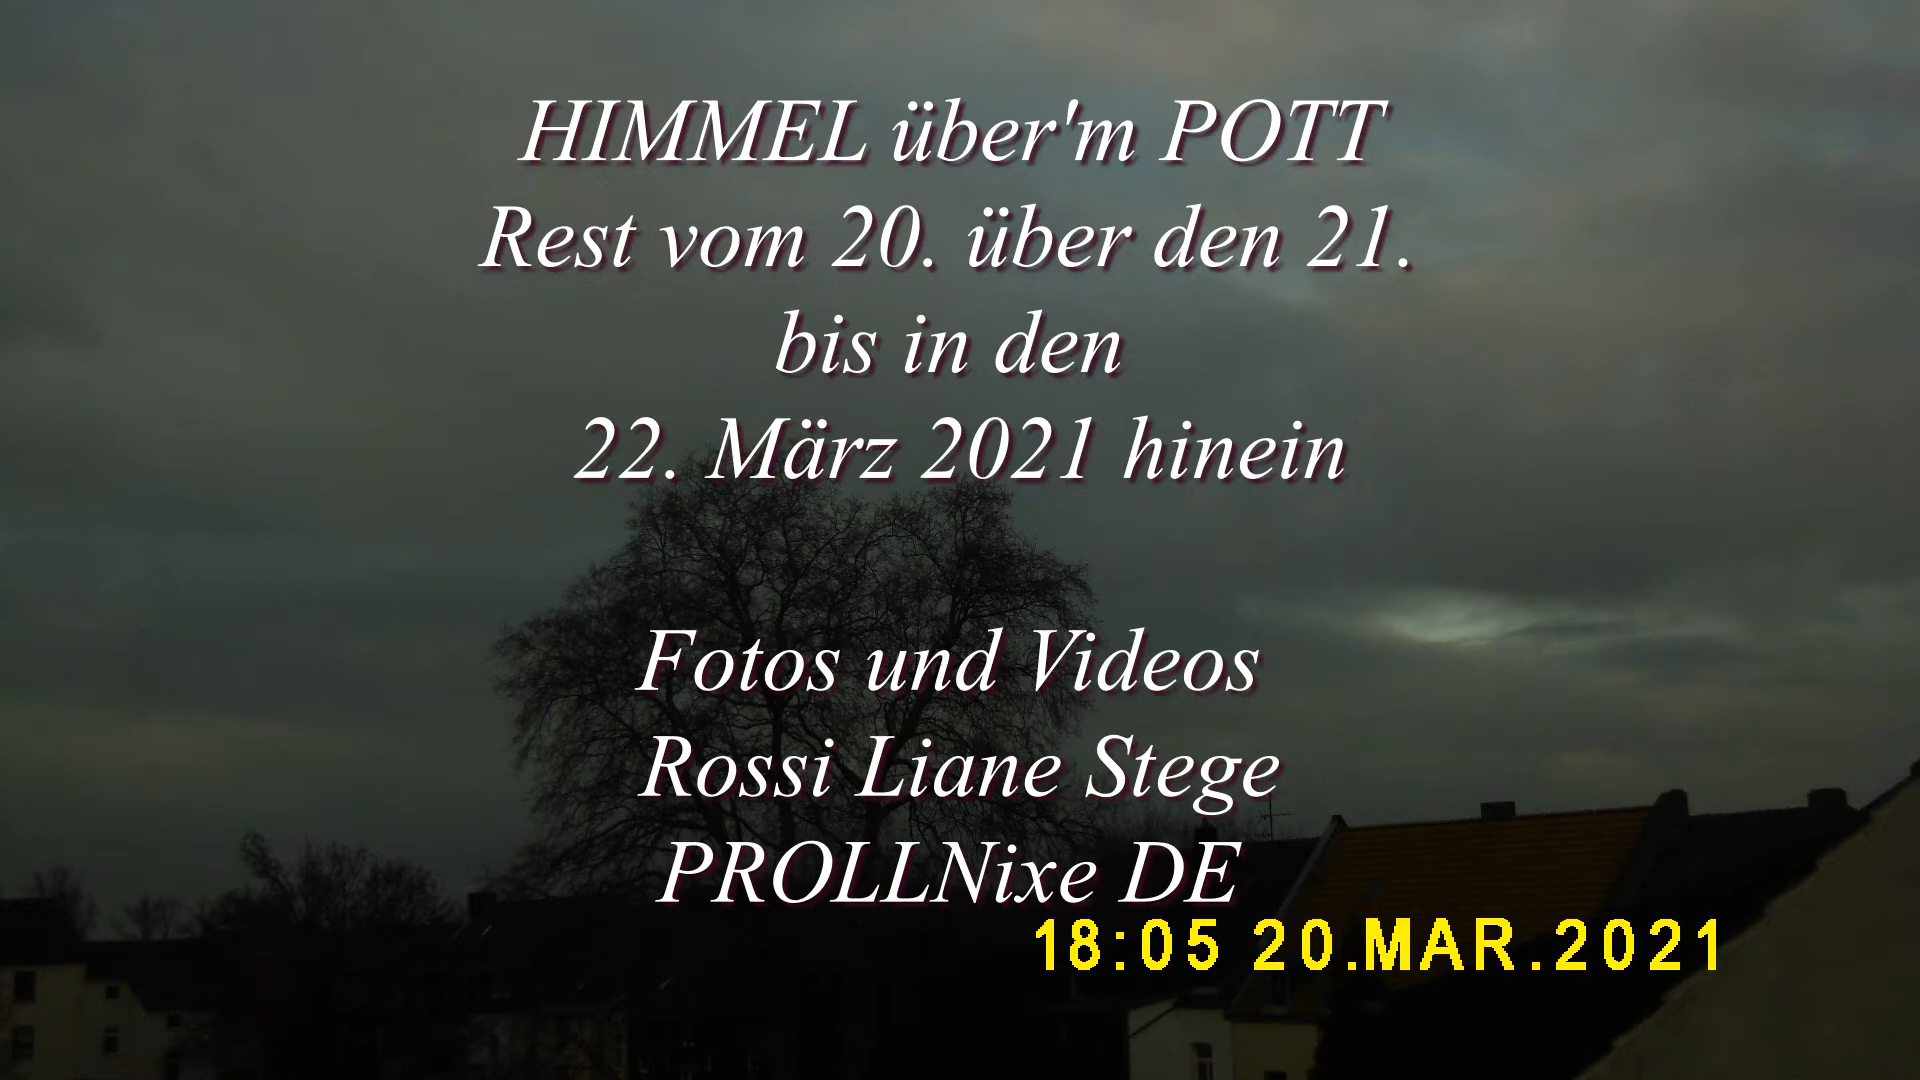 HIMMEL über'm POTT
Rest vom 20. über den 21.
bis in den
22. März 2021 hinein
Fotos und Videos
Rossi Liane Stege
PROLLNixe DE
18:05 20.MAR.2021